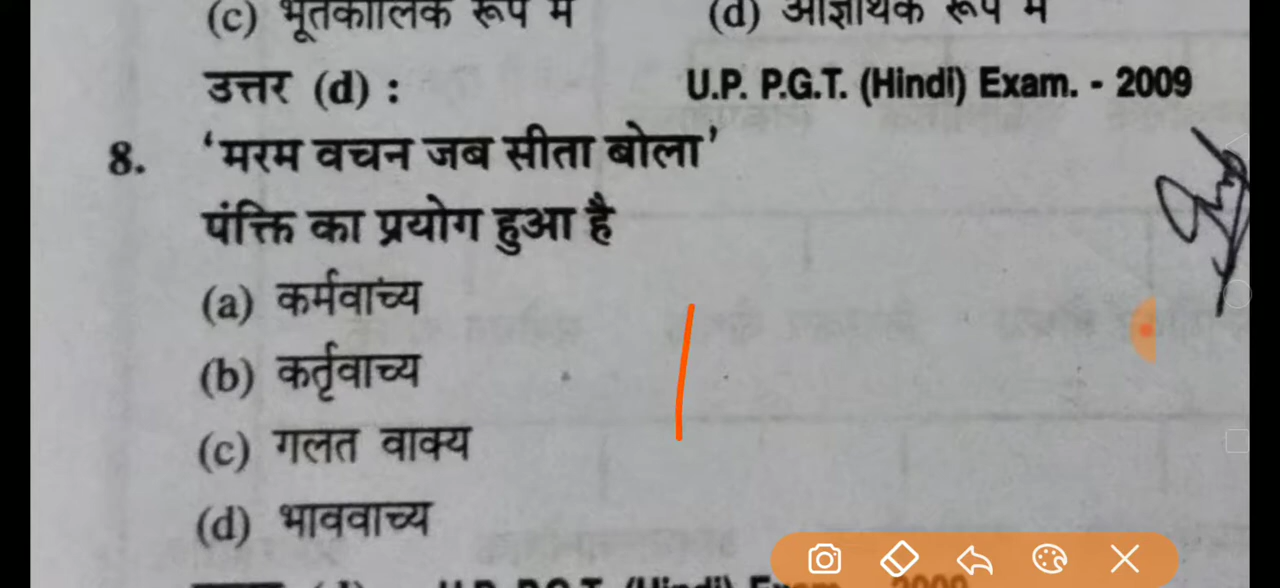 (c) भूतकालिक रूप में (d) आज्ञार्थक रूप में
उत्तर (d) : U.P. P.G.T. (Hindi) Exam. - 2009
8. ‘मरम वचन जब सीता बोला’
पंक्ति का प्रयोग हुआ है
(a) कर्मवाच्य
(b) कर्तृवाच्य
(c) गलत वाक्य
(d) भाववाच्य